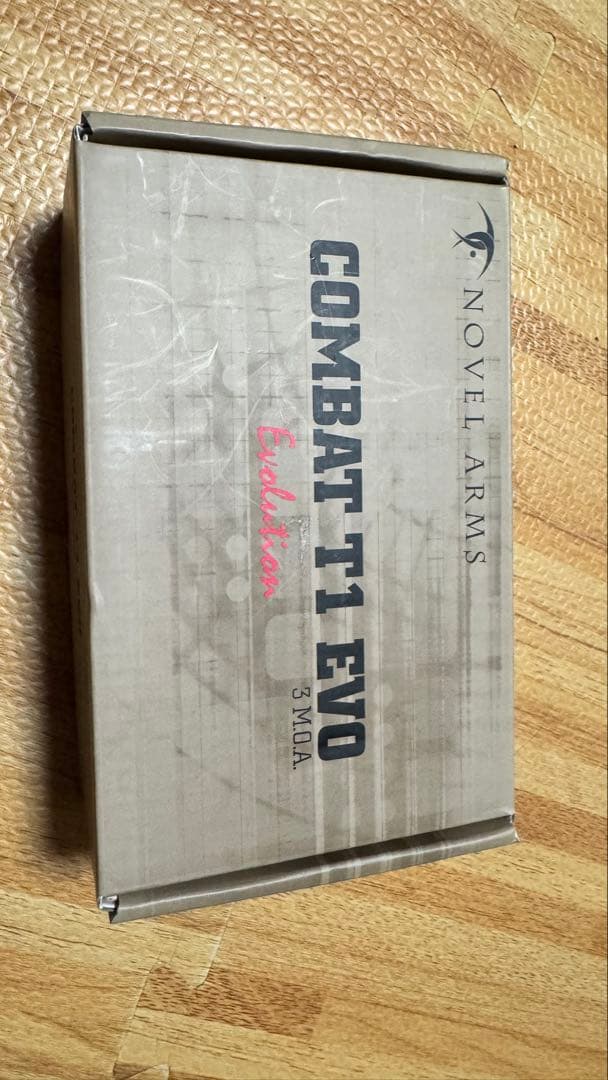 NOVEL ARMS
COMBAT T1 EVO
Evolution
3 M.O.A.